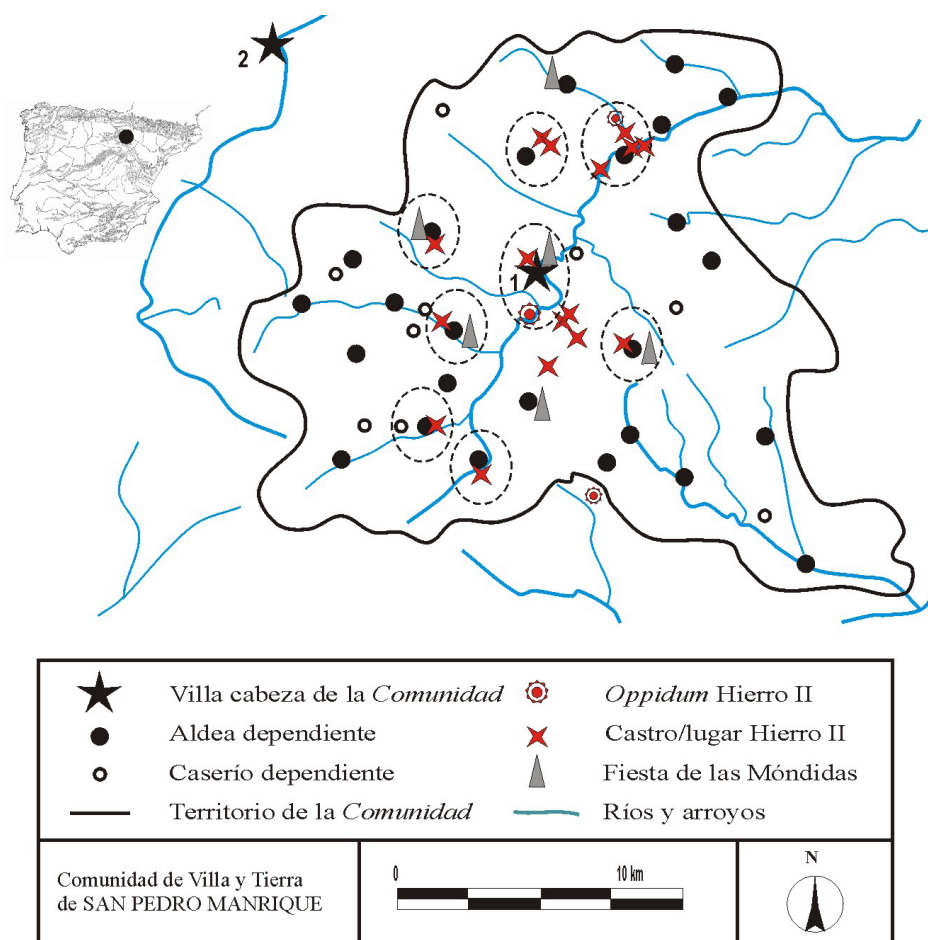 2
1
Villa cabeza de la Comunidad
Oppidum Hierro II
Aldea dependiente
Castro/lugar Hierro II
Caserío dependiente
Fiesta de las Móndidas
Territorio de la Comunidad
Ríos y arroyos
Comunidad de Villa y Tierra
de SAN PEDRO MANRIQUE
0
10 km
N